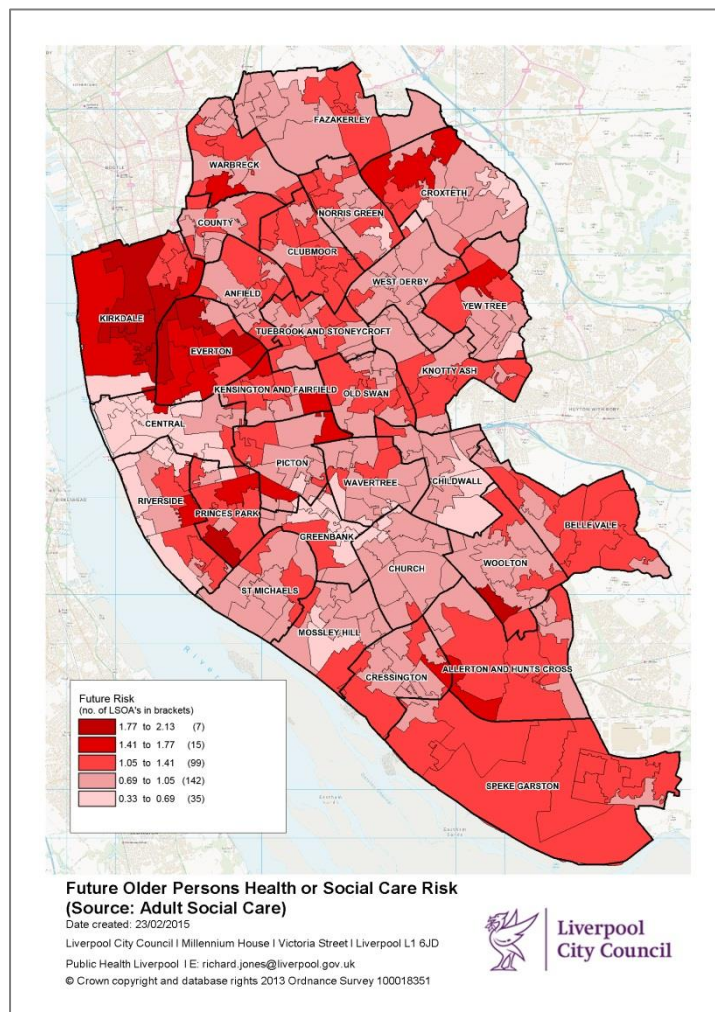 FAZAKERLEY
WARBRECK
CROXTETH
COUNTY
NORRIS GREEN
CLUBMOOR
WEST DERBY
ANFIELD
YEW TREE
KIRKDALE
TUEBROOK AND STONEYCROFT
EVERTON
KNOTTY ASH
KENSINGTON AND FAIRFIELD
OLD SWAN
CENTRAL
PICTON
WAVERTREE
CHILDWALL
RIVERSIDE
PRINCES PARK
BELLE VALE
GREENBANK
WOOLTON
CHURCH
ST MICHAELS
MOSSLEY HILL
ALLERTON AND HUNTS CROSS
CRESSINGTON
SPEKE GARSTON
Future Risk
(no. of LSOA's in brackets)
1.77 to 2.13 (7)
1.41 to 1.77 (15)
1.05 to 1.41 (99)
0.69 to 1.05 (142)
0.33 to 0.69 (35)
Future Older Persons Health or Social Care Risk
(Source: Adult Social Care)
Date created: 23/02/2015
Liverpool City Council I Millennium House I Victoria Street I Liverpool L1 6JD
Public Health Liverpool I E: richard.jones@liverpool.gov.uk
© Crown copyright and database rights 2013 Ordnance Survey 100018351
Liverpool
City Council